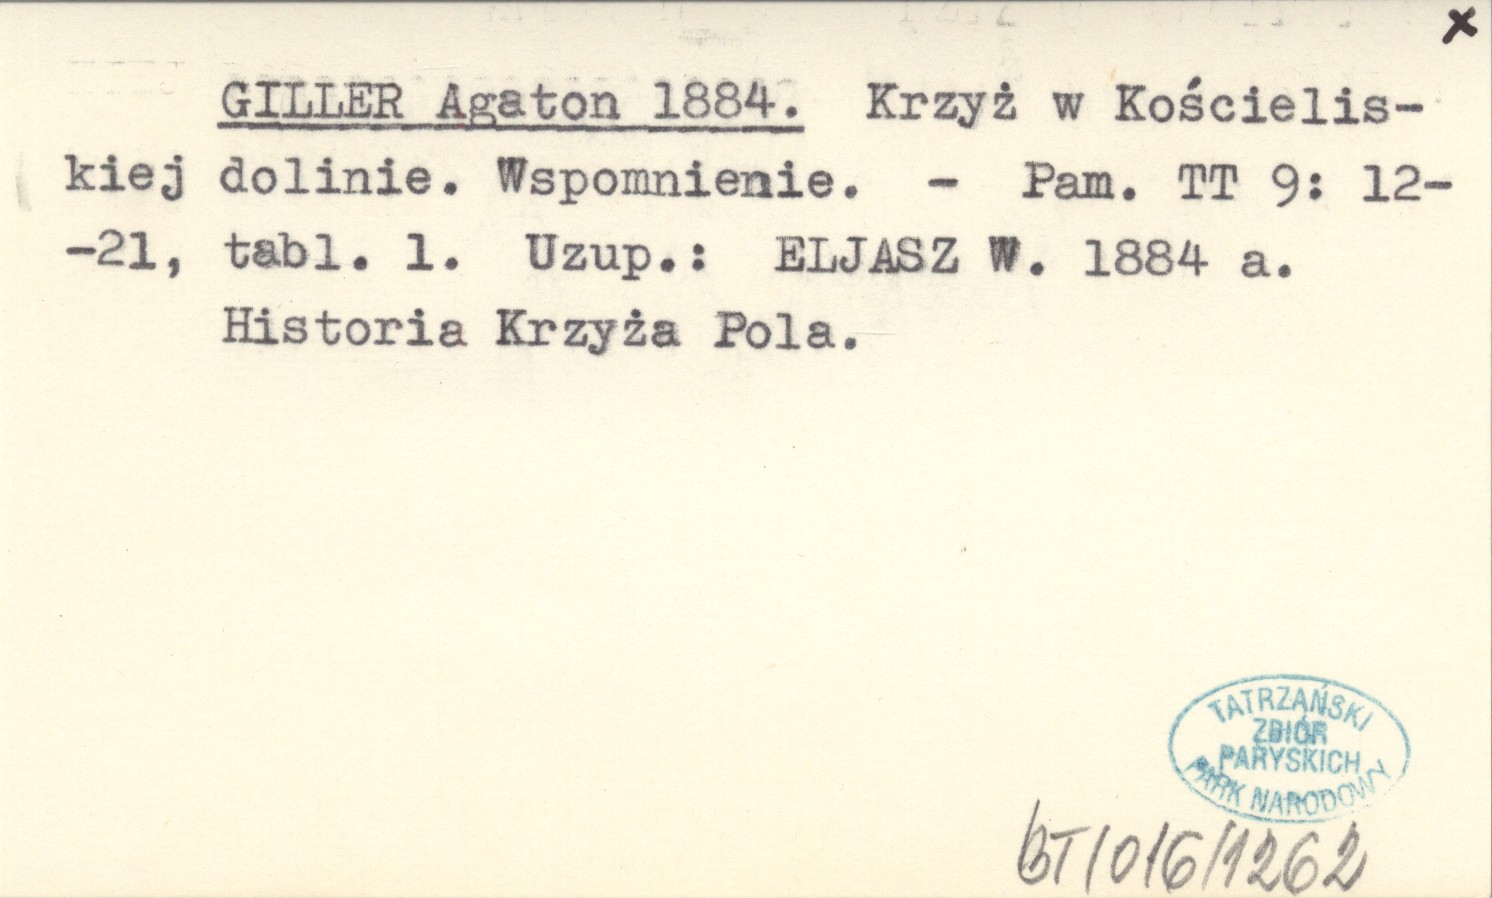 x
GILLER Agaton 1884. Krzyż w Kościelis-
kiej dolinie. Wspomnienie. - Pam. TT 9: 12-
-21, tabl. 1. Uzup.: ELJASZ W. 1884 a.
Historia Krzyża Pola.
TATRZAŃSKI
ZBIÓR
PARYSKICH
PARK NARODOWY
BT/016/1262